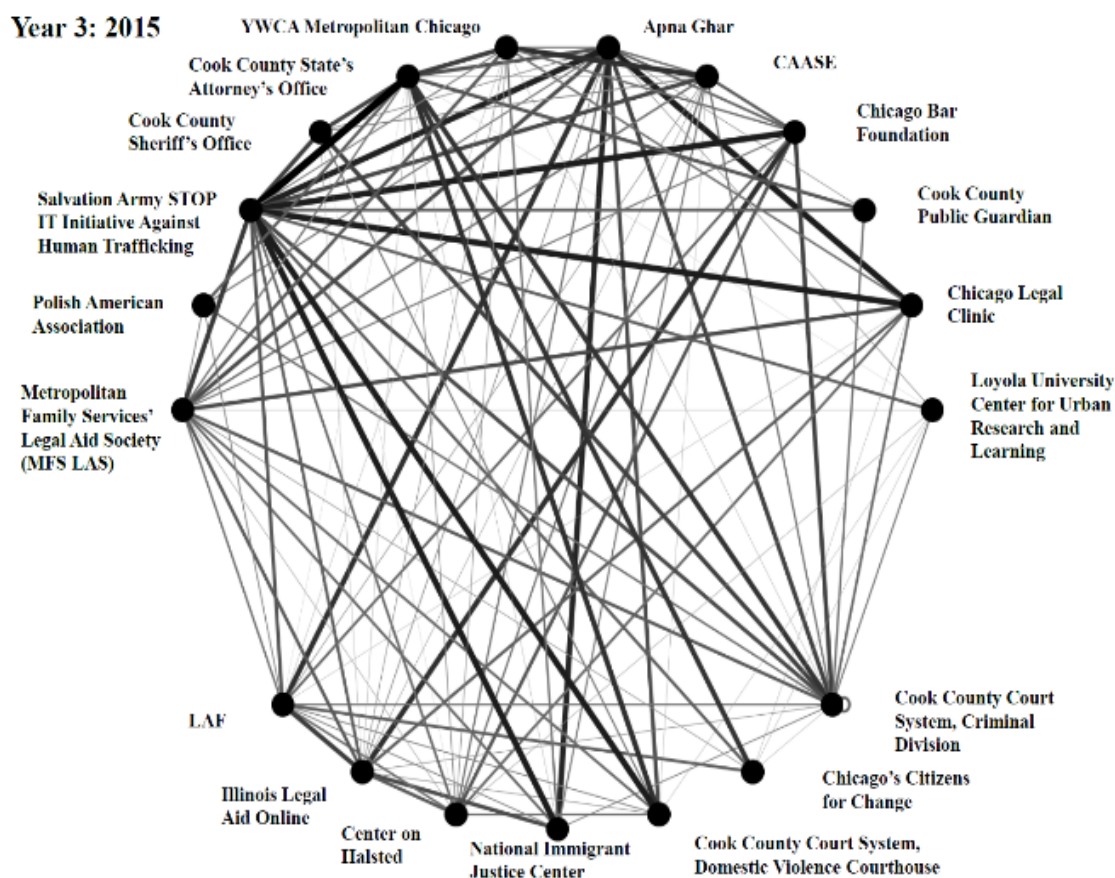 Year 3: 2015
YWCA Metropolitan Chicago
Apna Ghar
Cook County State's
Attorney's Office
CAASE
Cook County
Sheriff's Office
Chicago Bar
Foundation
Salvation Army STOP
IT Initiative Against
Human Trafficking
Cook County
Public Guardian
Polish American
Association
Chicago Legal
Clinic
Metropolitan
Family Services'
Legal Aid Society
(MFS LAS)
Loyola University
Center for Urban
Research and
Learning
LAF
Cook County Court
System, Criminal
Division
Illinois Legal
Aid Online
Chicago's Citizens
for Change
Center on
Halsted
National Immigrant
Justice Center
Cook County Court System,
Domestic Violence Courthouse